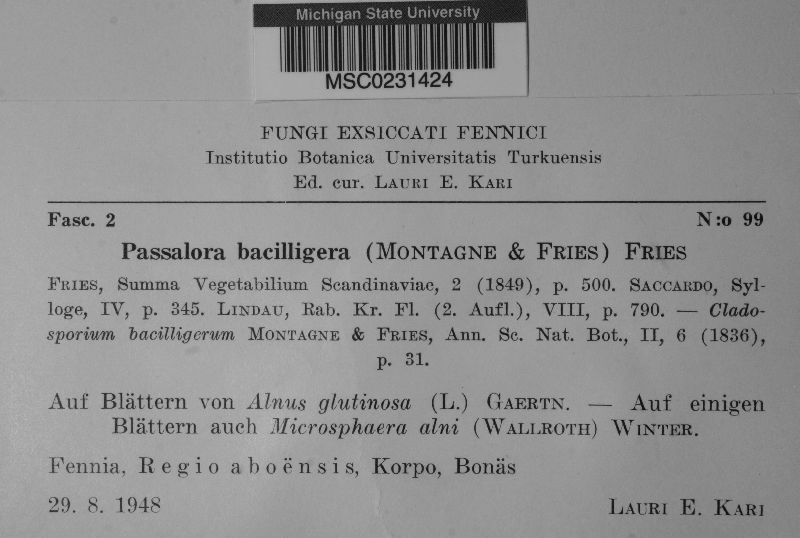 Michigan State University
MSC0231424
FUNGI EXSICCATI FENNICI
Institutio Botanica Universitatis Turkuensis
Ed. cur. LAURI E. KARI
Fasc. 2 N:o 99
Passalora bacilligera (MONTAGNE & FRIES) FRIES
FRIES, Summa Vegetabilium Scandinaviae, 2 (1849), p. 500. SACCARDO, Syl-
loge, IV, p. 345. LINDAU, Rab. Kr. Fl. (2. Aufl.), VIII, p. 790. — Clado-
sporium bacilligerum MONTAGNE & FRIES, Ann. Sc. Nat. Bot., II, 6 (1836),
p. 31.
Auf Blättern von Alnus glutinosa (L.) GAERTN. — Auf einigen
Blättern auch Microsphaera alni (WALLROTH) WINTER.
Fennia, Regio aboënsis, Korpo, Bonäs
29. 8. 1948 LAURI E. KARI